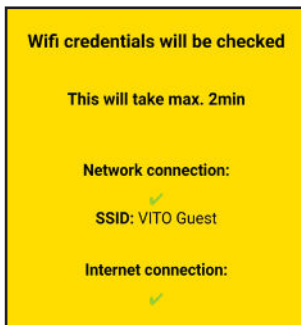 Wifi credentials will be checked
This will take max. 2min
Network connection:
✔
SSID: VITO Guest
Internet connection:
✔